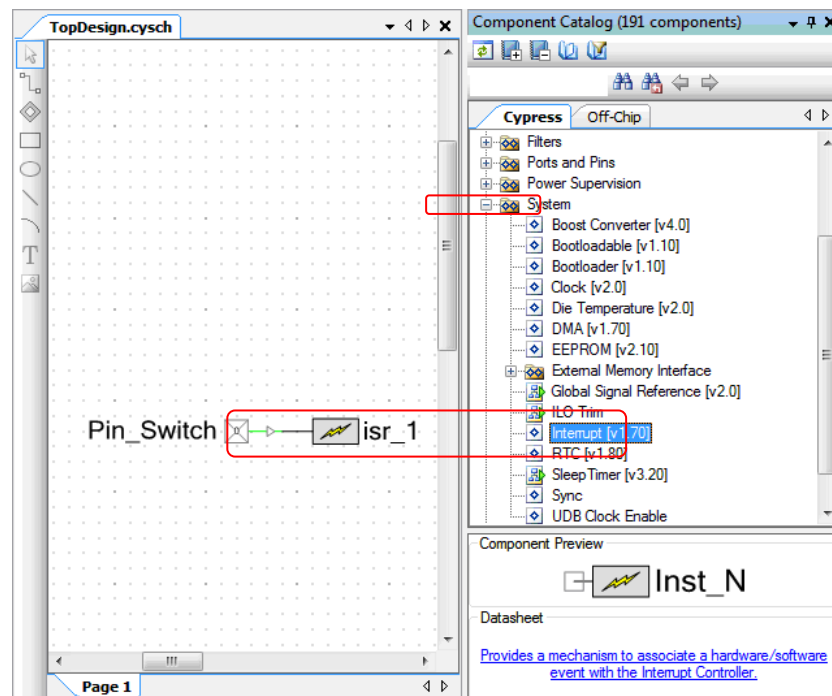 TopDesign.cysch
Pin_Switch
isr_1
Page 1
Component Catalog (191 components)
Cypress
Off-Chip
Filters
Ports and Pins
Power Supervision
System
Boost Converter [v4.0]
Bootloadable [v1.10]
Bootloader [v1.10]
Clock [v2.0]
Die Temperature [v2.0]
DMA [v1.70]
EEPROM [v2.10]
External Memory Interface
Global Signal Reference [v2.0]
ILO Trim
Interrupt [v1.70]
RTC [v1.80]
SleepTimer [v3.20]
Sync
UDB Clock Enable
Component Preview
Inst_N
Datasheet
Provides a mechanism to associate a hardware/software
event with the Interrupt Controller.